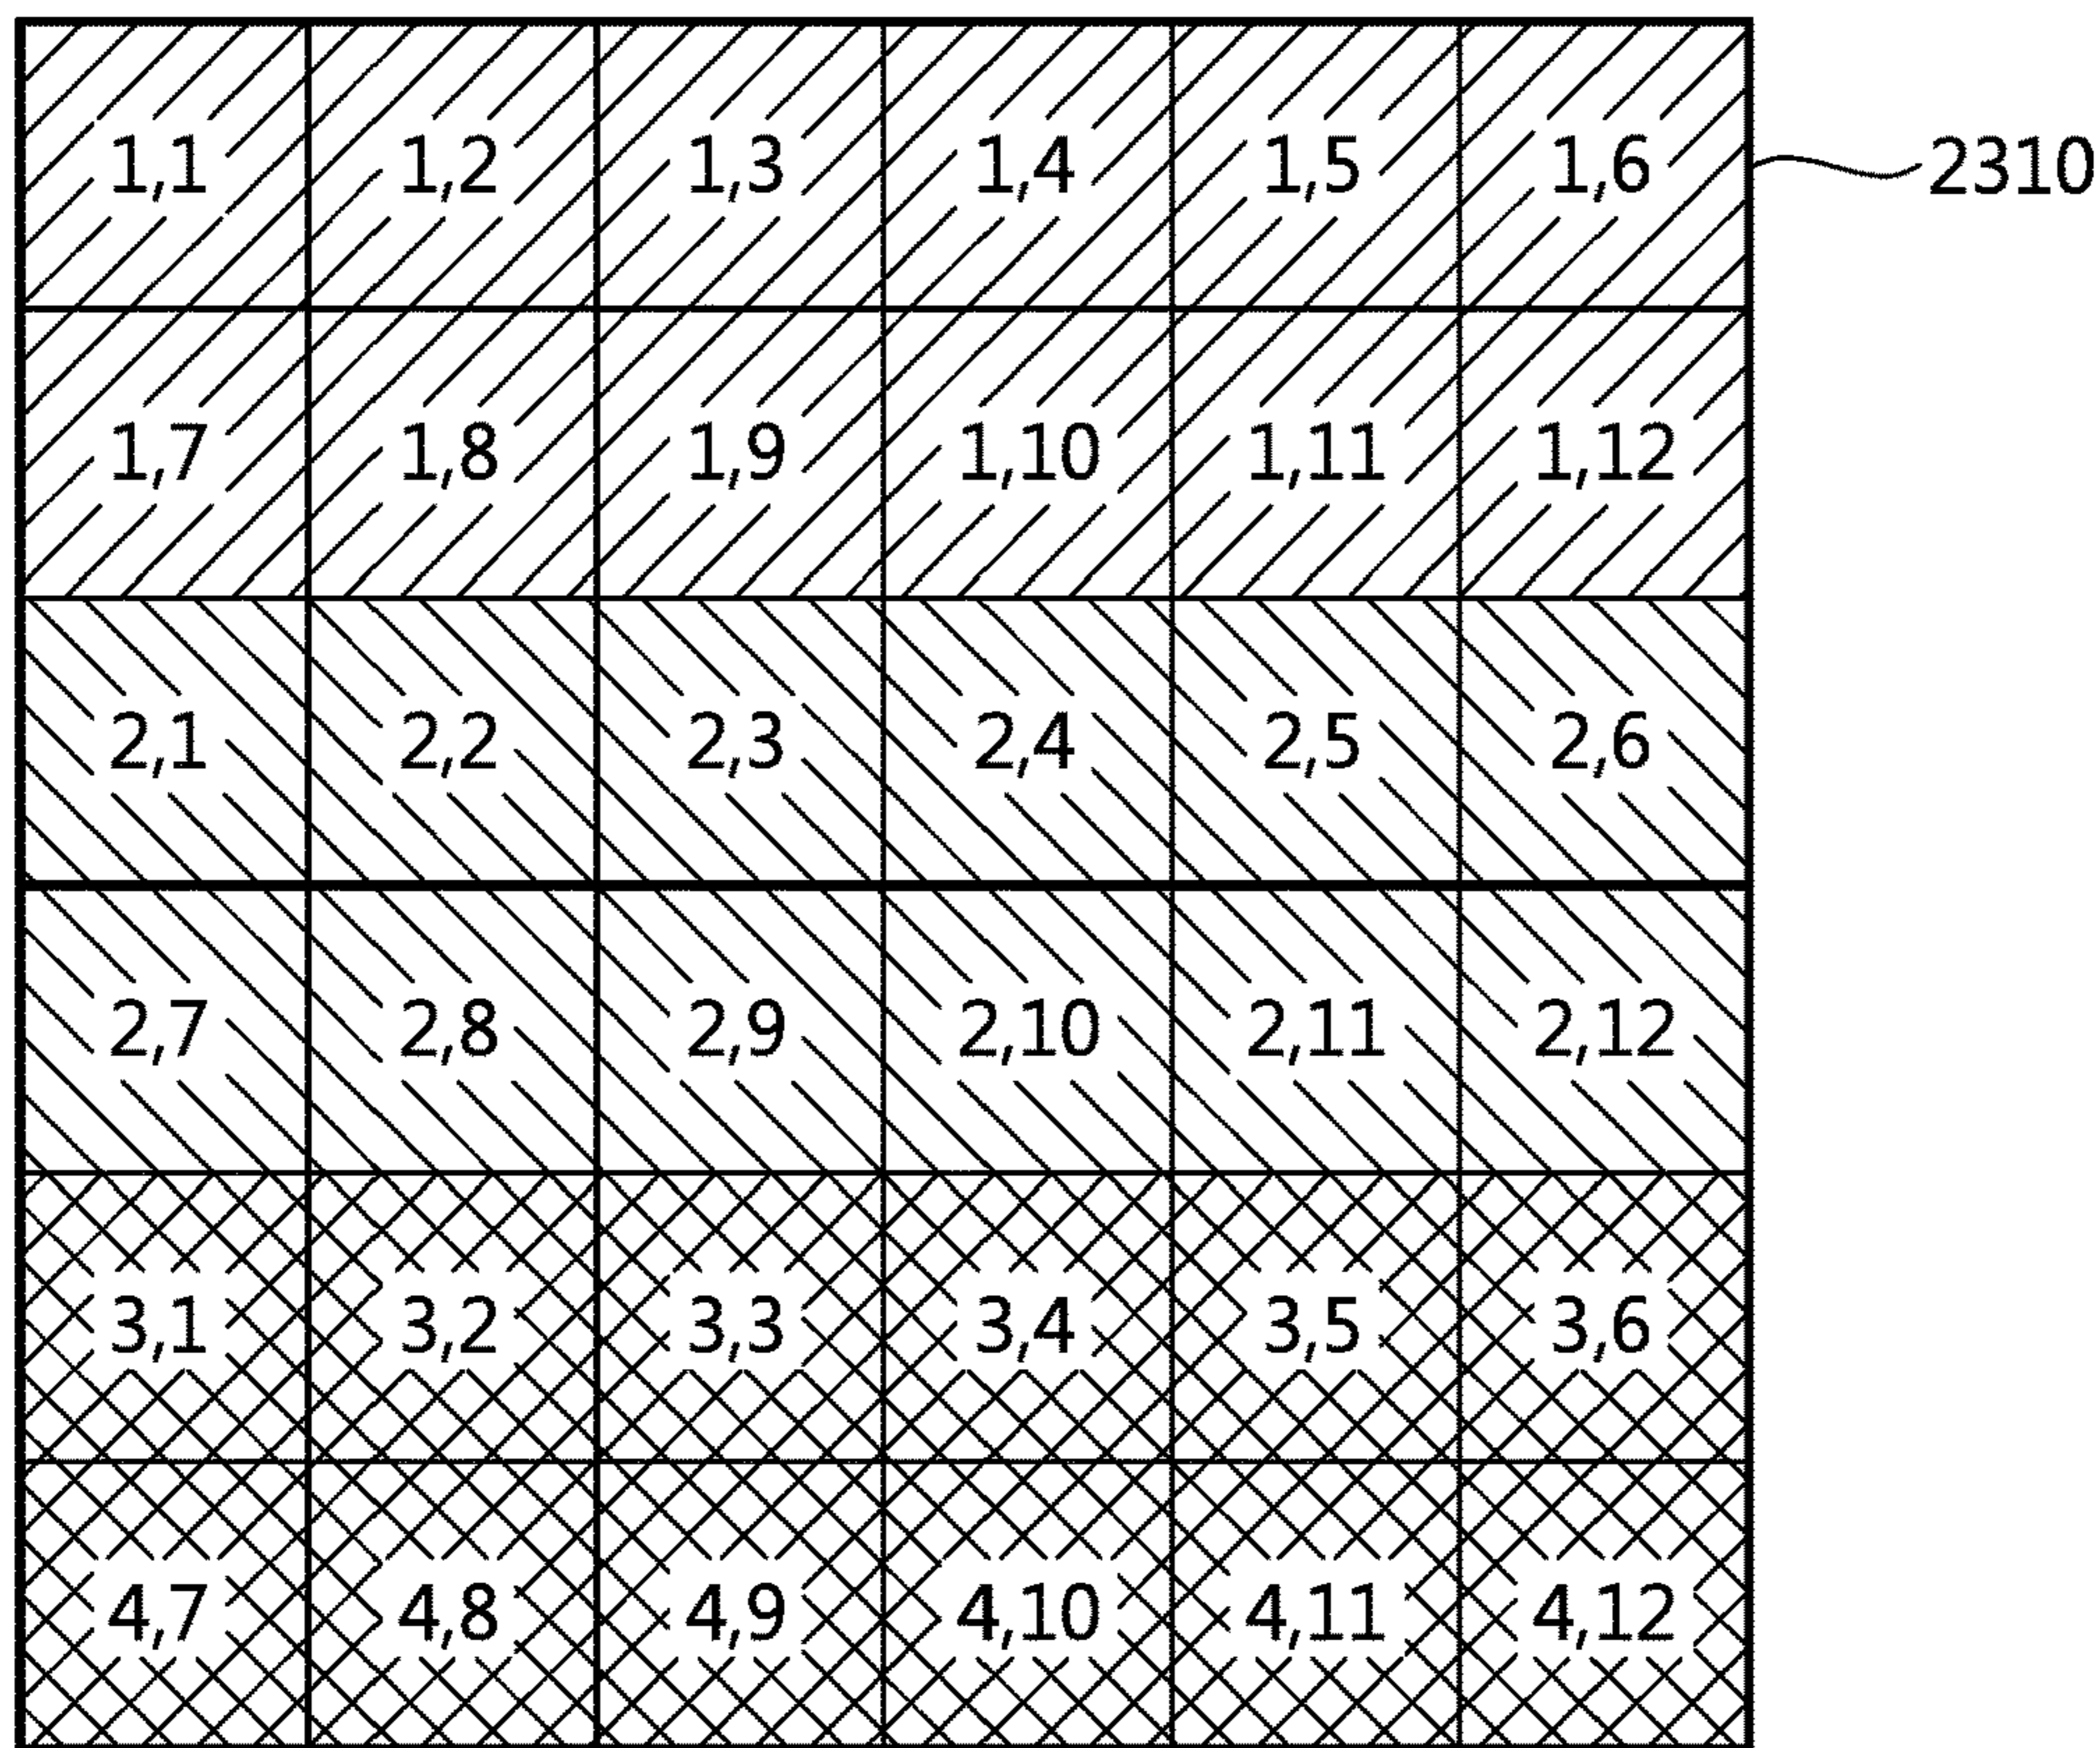 1,1 1,2 1,3 1,4 1,5 1,6 2310
1,7 1,8 1,9 1,10 1,11 1,12
2,1 2,2 2,3 2,4 2,5 2,6
2,7 2,8 2,9 2,10 2,11 2,12
3,1 3,2 3,3 3,4 3,5 3,6
4,7 4,8 4,9 4,10 4,11 4,12